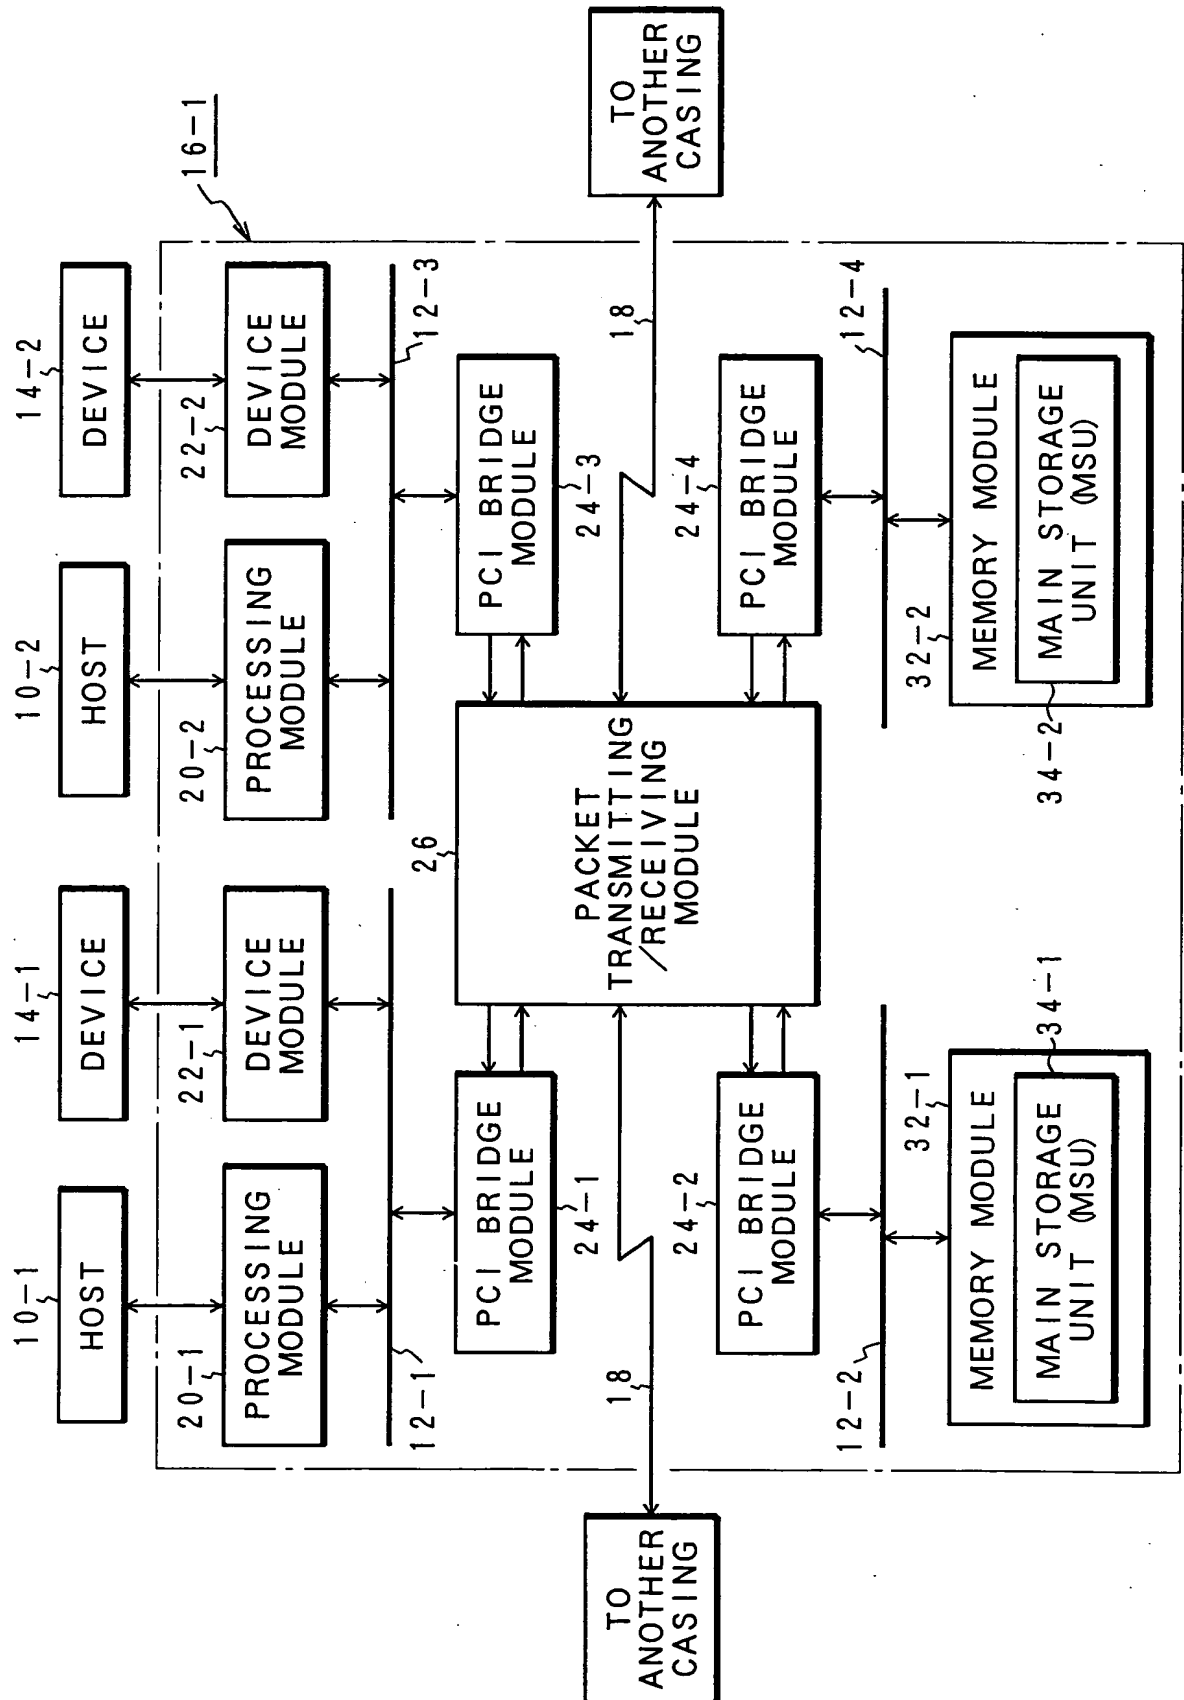 10-1
HOST
14-1
DEVICE
10-2
HOST
14-2
DEVICE
16-1
20-1
PROCESSING
MODULE
22-1
DEVICE
MODULE
20-2
PROCESSING
MODULE
22-2
DEVICE
MODULE
12-1
12-3
PCI BRIDGE
MODULE
24-1
26
PACKET
TRANSMITTING
/RECEIVING
MODULE
PCI BRIDGE
MODULE
24-3
TO
ANOTHER
CASING
18
18
TO
ANOTHER
CASING
24-2
PCI BRIDGE
MODULE
24-4
PCI BRIDGE
MODULE
12-2
12-4
32-1
MEMORY MODULE
34-1
MAIN STORAGE
UNIT (MSU)
32-2
MEMORY MODULE
34-2
MAIN STORAGE
UNIT (MSU)